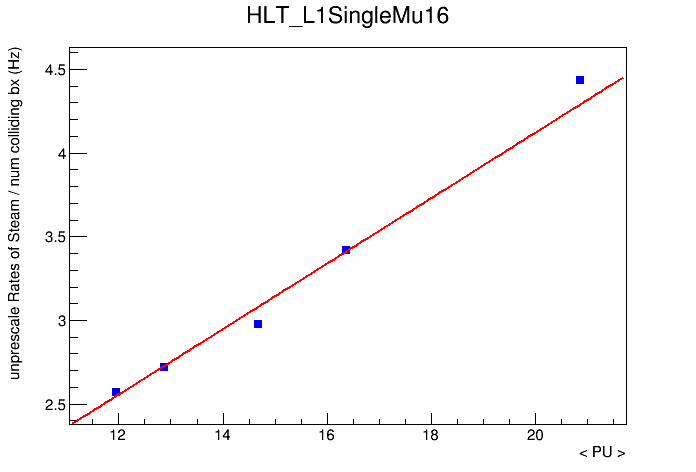 HLT_L1SingleMu16
unprescale Rates of Steam / num colliding bx (Hz)
4.5
4
3.5
3
2.5
12 14 16 18 20
< PU >